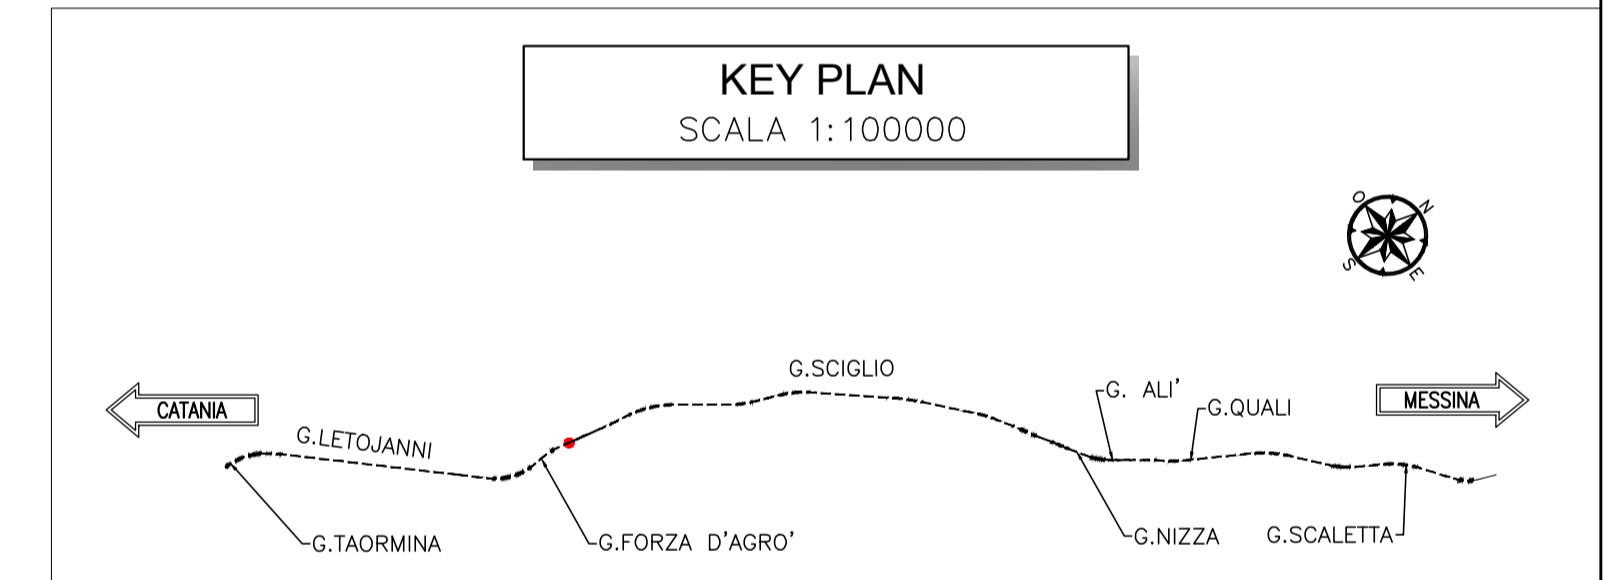 KEY PLAN
SCALA 1:100000
O
N
S
E
G.SCIGLIO
G. ALI'
CATANIA
MESSINA
G.QUALI
G.LETOJANNI
G.TAORMINA
G.FORZA D'AGRO'
G.NIZZA
G.SCALETTA